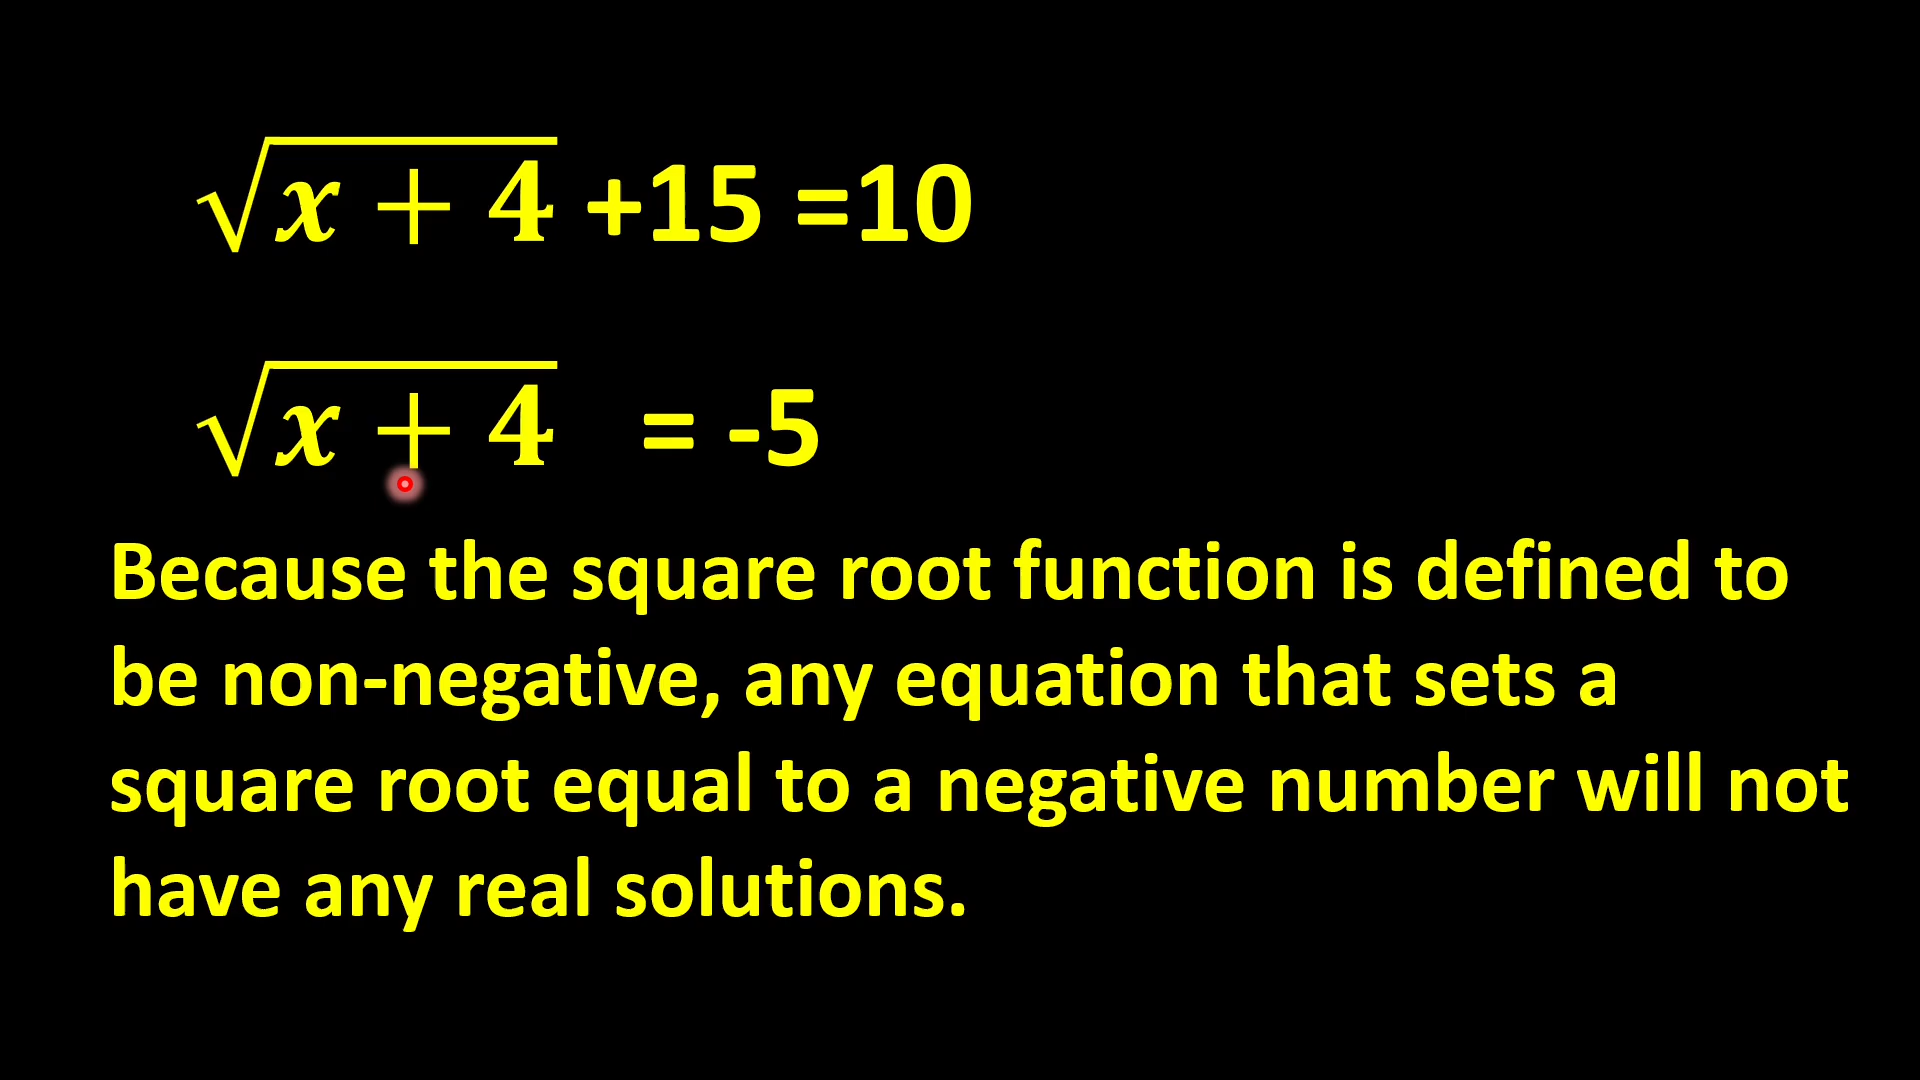 √x + 4 +15 =10
√x + 4 = -5
Because the square root function is defined to
be non-negative, any equation that sets a
square root equal to a negative number will not
have any real solutions.